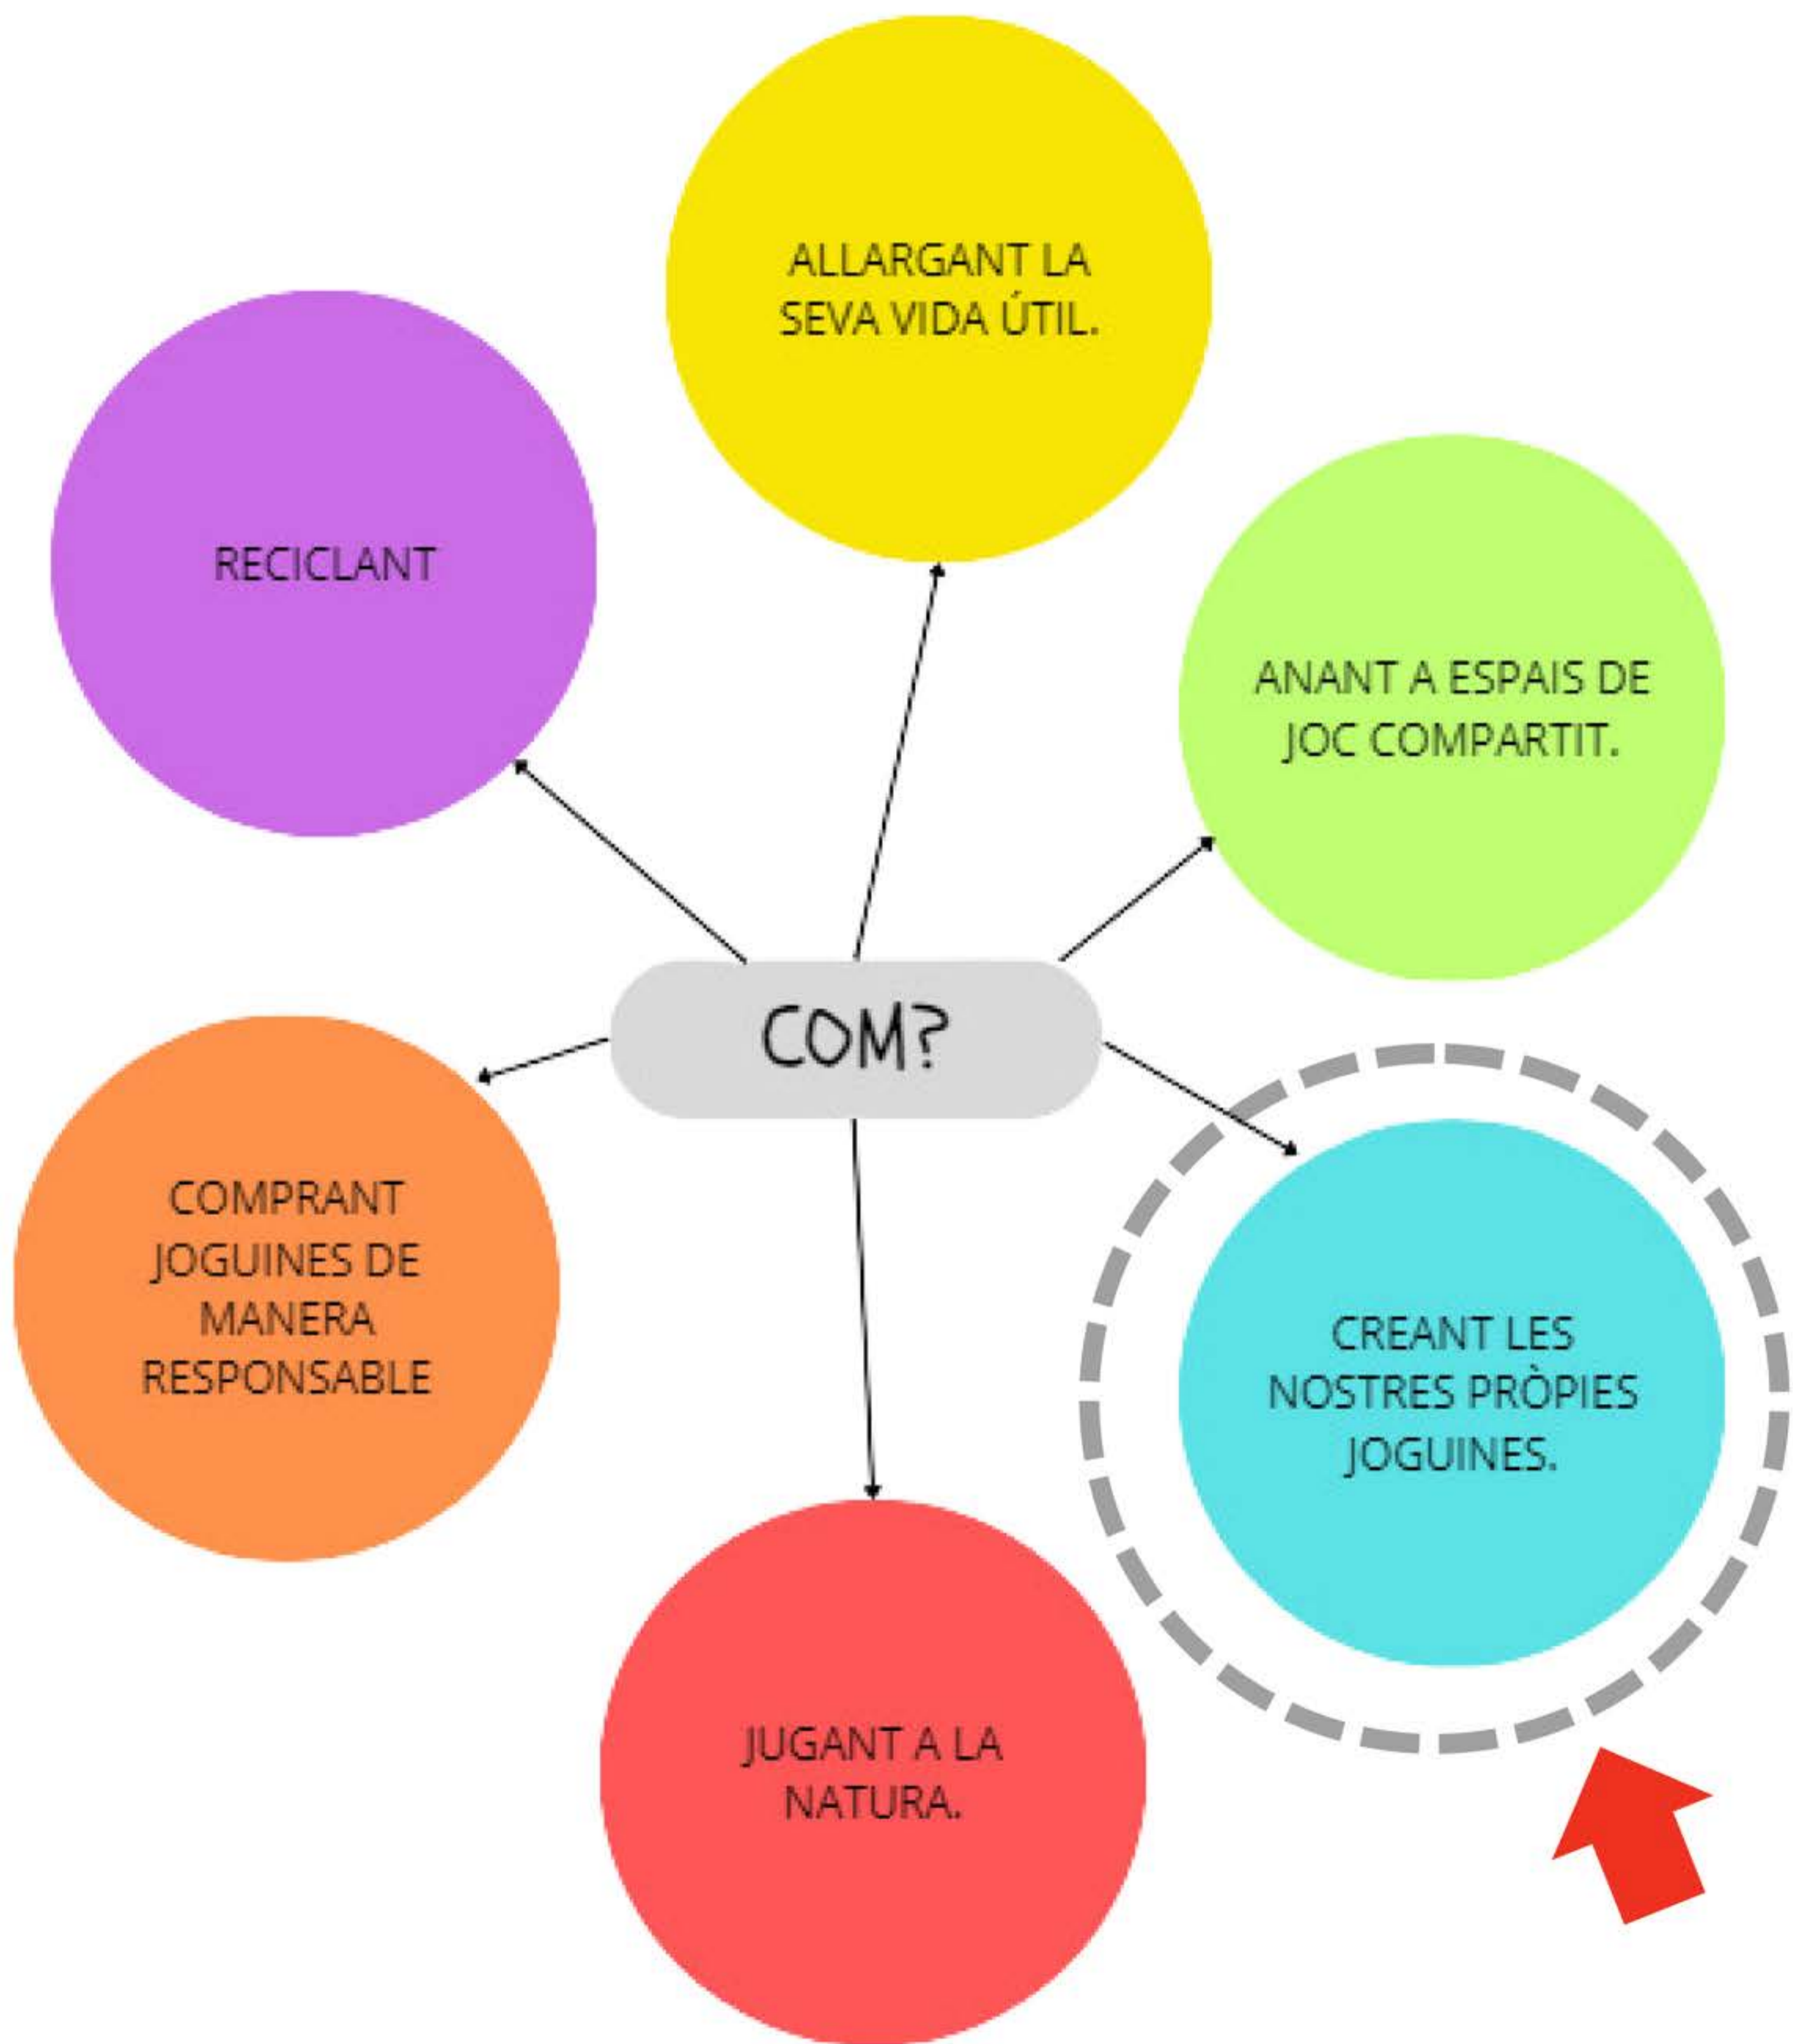 ALLARGANT LA
SEVA VIDA ÚTIL.
RECICLANT
ANANT A ESPAIS DE
JOC COMPARTIT.
COM?
COMPRANT
JOGUINES DE
MANERA
RESPONSABLE
CREANT LES
NOSTRES PRÒPIES
JOGUINES.
JUGANT A LA
NATURA.